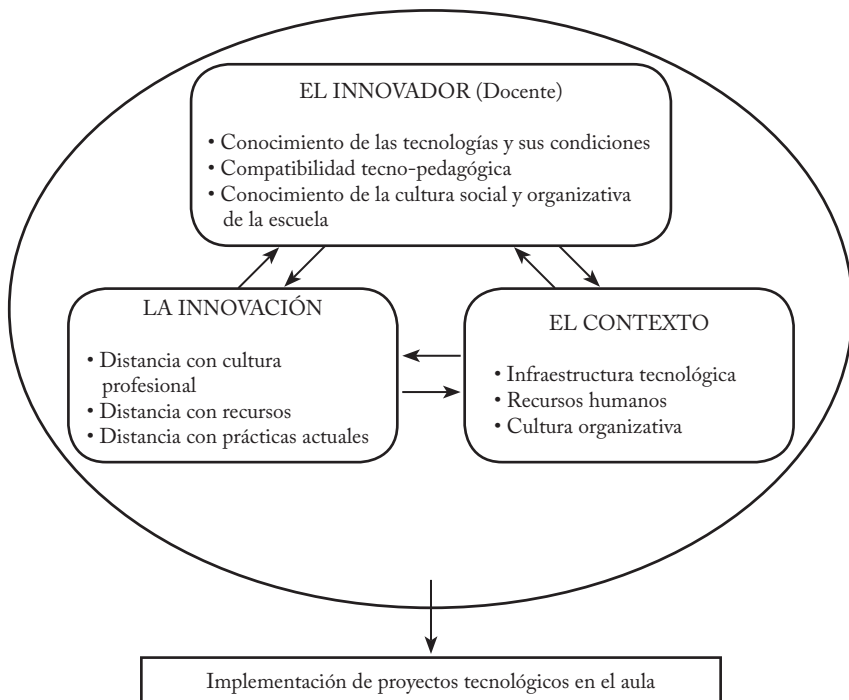 EL INNOVADOR (Docente)
• Conocimiento de las tecnologías y sus condiciones
• Compatibilidad tecno-pedagógica
• Conocimiento de la cultura social y organizativa
de la escuela
LA INNOVACIÓN
• Distancia con cultura
profesional
• Distancia con recursos
• Distancia con prácticas actuales
EL CONTEXTO
• Infraestructura tecnológica
• Recursos humanos
• Cultura organizativa
Implementación de proyectos tecnológicos en el aula